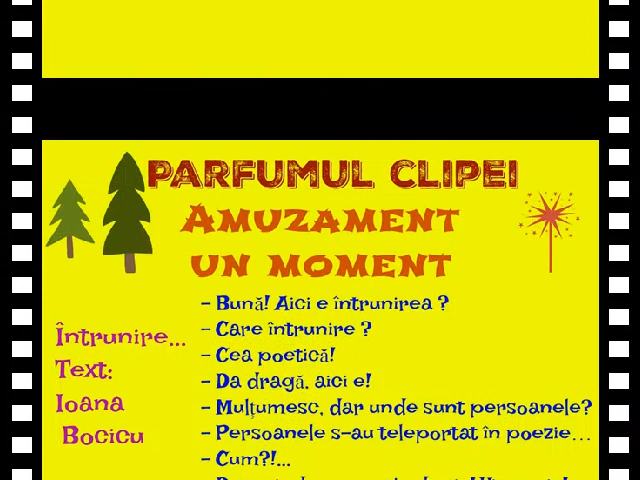 PARFUMUL CLIPEI
AMUZAMENT
UN MOMENT
Întrunire...
Text:
Ioana
Bocicu
- Bună! Aici e întrunirea ?
- Care întrunire ?
- Cea poetică!
- Da dragă, aici e!
- Mulțumesc, dar unde sunt persoanele?
- Persoanele s-au teleportat în poezie...
- Cum?!...